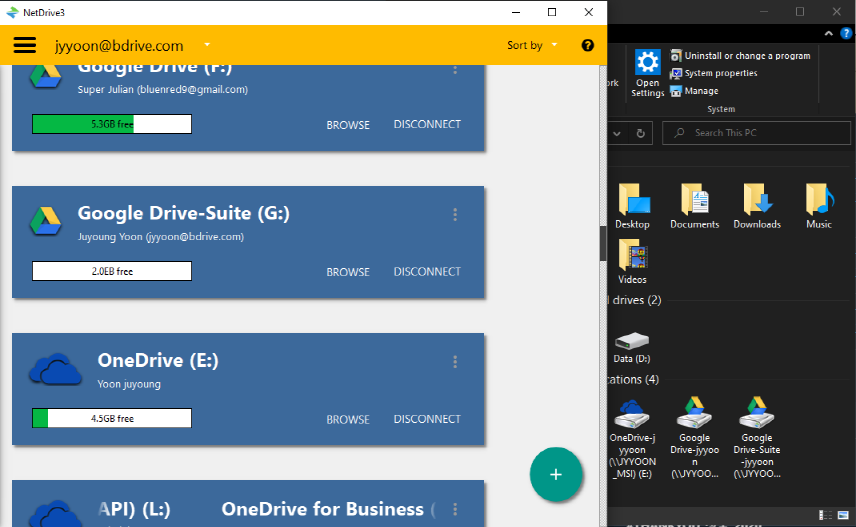 NetDrive3
jyyoon@bdrive.com
Sort by
?
Google Drive (F:)
Super Julian (bluenred9@gmail.com)
5.3GB free
BROWSE
DISCONNECT
Google Drive-Suite (G:)
Juyoung Yoon (jyyoon@bdrive.com)
2.0EB free
BROWSE
DISCONNECT
OneDrive (E:)
Yoon juyoung
4.5GB free
BROWSE
DISCONNECT
API) (L:)
OneDrive for Business (
+
?
ork
Open
Settings
Uninstall or change a program
System properties
Manage
System
Search This PC
Desktop
Documents
Downloads
Music
Videos
d drives (2)
Data (D:)
cations (4)
OneDrive-j
yyoon
(\\JYYOON
_MSI) (E:)
Google
Drive-jyyoo
n
(\\JYYOO...
Google
Drive-Suite
-jyyoon
(\\JYYOO...